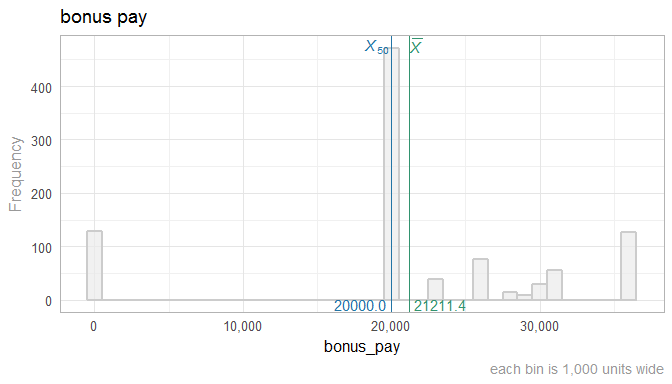 bonus pay
X 50 X̅
Frequency
400
300
200
100
0
20000.0 21211.4
0 10,000 20,000 30,000
bonus_pay
each bin is 1,000 units wide